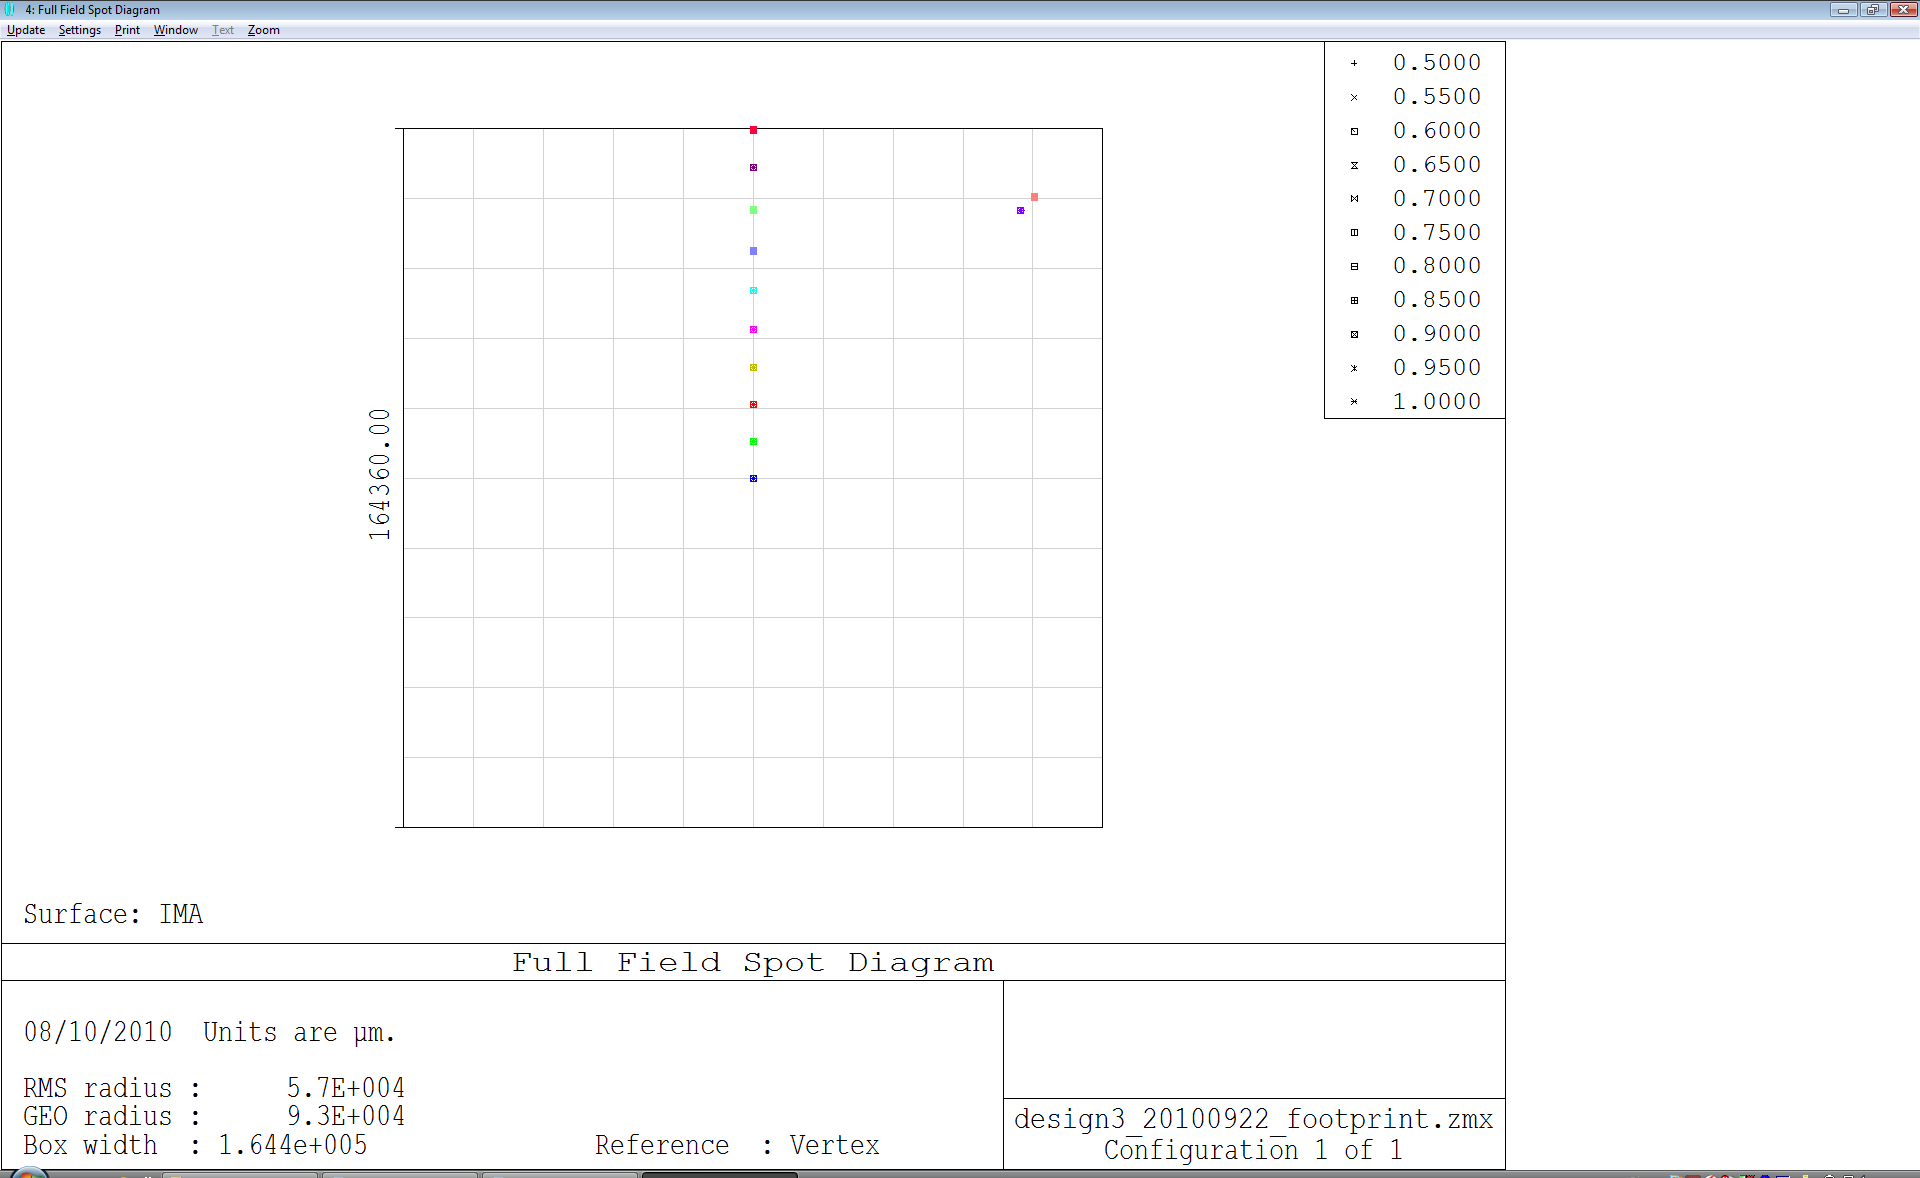 4: Full Field Spot Diagram
Update Settings Print Window Text Zoom
0.5000
0.5500
0.6000
0.6500
0.7000
0.7500
0.8000
0.8500
0.9000
0.9500
1.0000
164360.00
Surface: IMA
Full Field Spot Diagram
08/10/2010 Units are µm.
RMS radius : 5.7E+004
GEO radius : 9.3E+004
Box width : 1.644e+005 Reference : Vertex
design3_20100922_footprint.zmx
Configuration 1 of 1